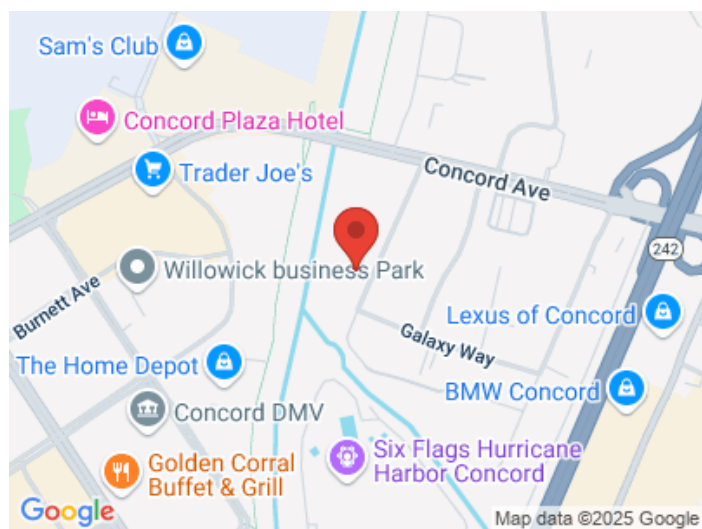 Sam's Club
Concord Plaza Hotel
Trader Joe's
Concord Ave
242
Willowick business Park
Burnett Ave
Lexus of Concord
Galaxy Way
The Home Depot
BMW Concord
Concord DMV
Six Flags Hurricane
Harbor Concord
Golden Corral
Buffet & Grill
Google
Map data ©2025 Google